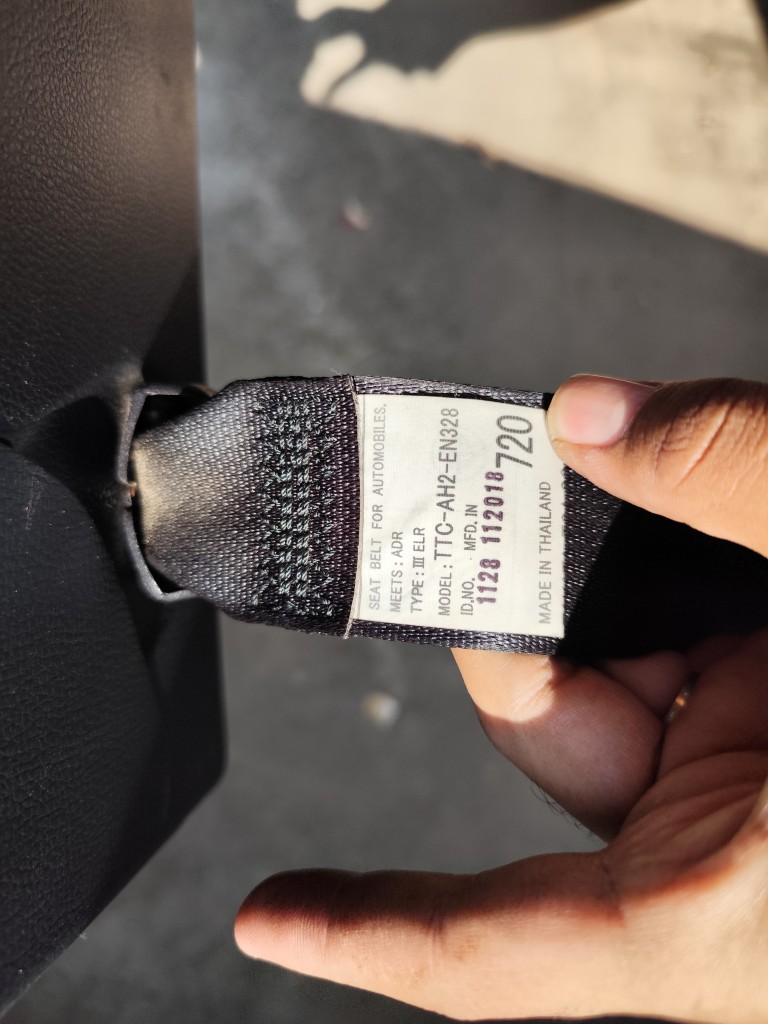 SEAT BELT FOR AUTOMOBILES.
MEETS : ADR
TYPE : III ELR
MODEL : TTC-AH2-EN328
ID.NO. MFD. IN
1128 112018 720
MADE IN THAILAND